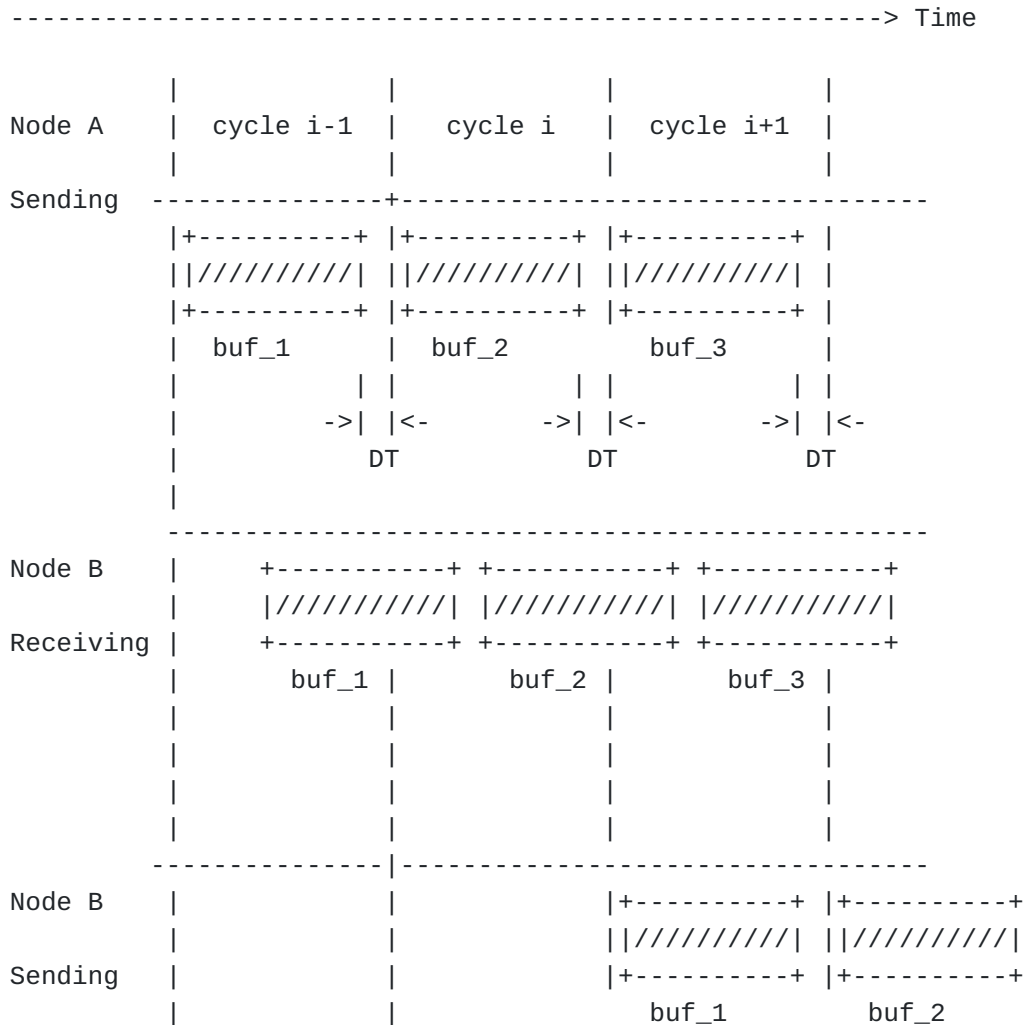 ---------------------------------------------------------> Time
           |              |              |              |
Node A     |  cycle i-1   |   cycle i    |  cycle i+1   |
           |              |              |              |
Sending  ---------------+-----------------------------------
           |+----------+  |+----------+  |+----------+  |
           ||//////////|  ||//////////|  ||//////////|  |
           |+----------+  |+----------+  |+----------+  |
           |  buf_1       |  buf_2          buf_3       |
           |            | |            | |            | |
           |          ->| |<-        ->| |<-        ->| |<-
           |             DT             DT             DT
           |
           --------------------------------------------------
Node B     |     +-----------+ +-----------+ +-----------+
           |     |///////////| |///////////| |///////////|
Receiving |     +-----------+ +-----------+ +-----------+
           |       buf_1 |       buf_2 |       buf_3 |
           |              |              |              |
           |              |              |              |
           |              |              |              |
           |              |              |              |
         ---------------|-----------------------------------
Node B     |              |              |+----------+  |+----------+
           |              |              ||//////////|  ||//////////|
Sending    |              |              |+----------+  |+----------+
           |              |                 buf_1          buf_2